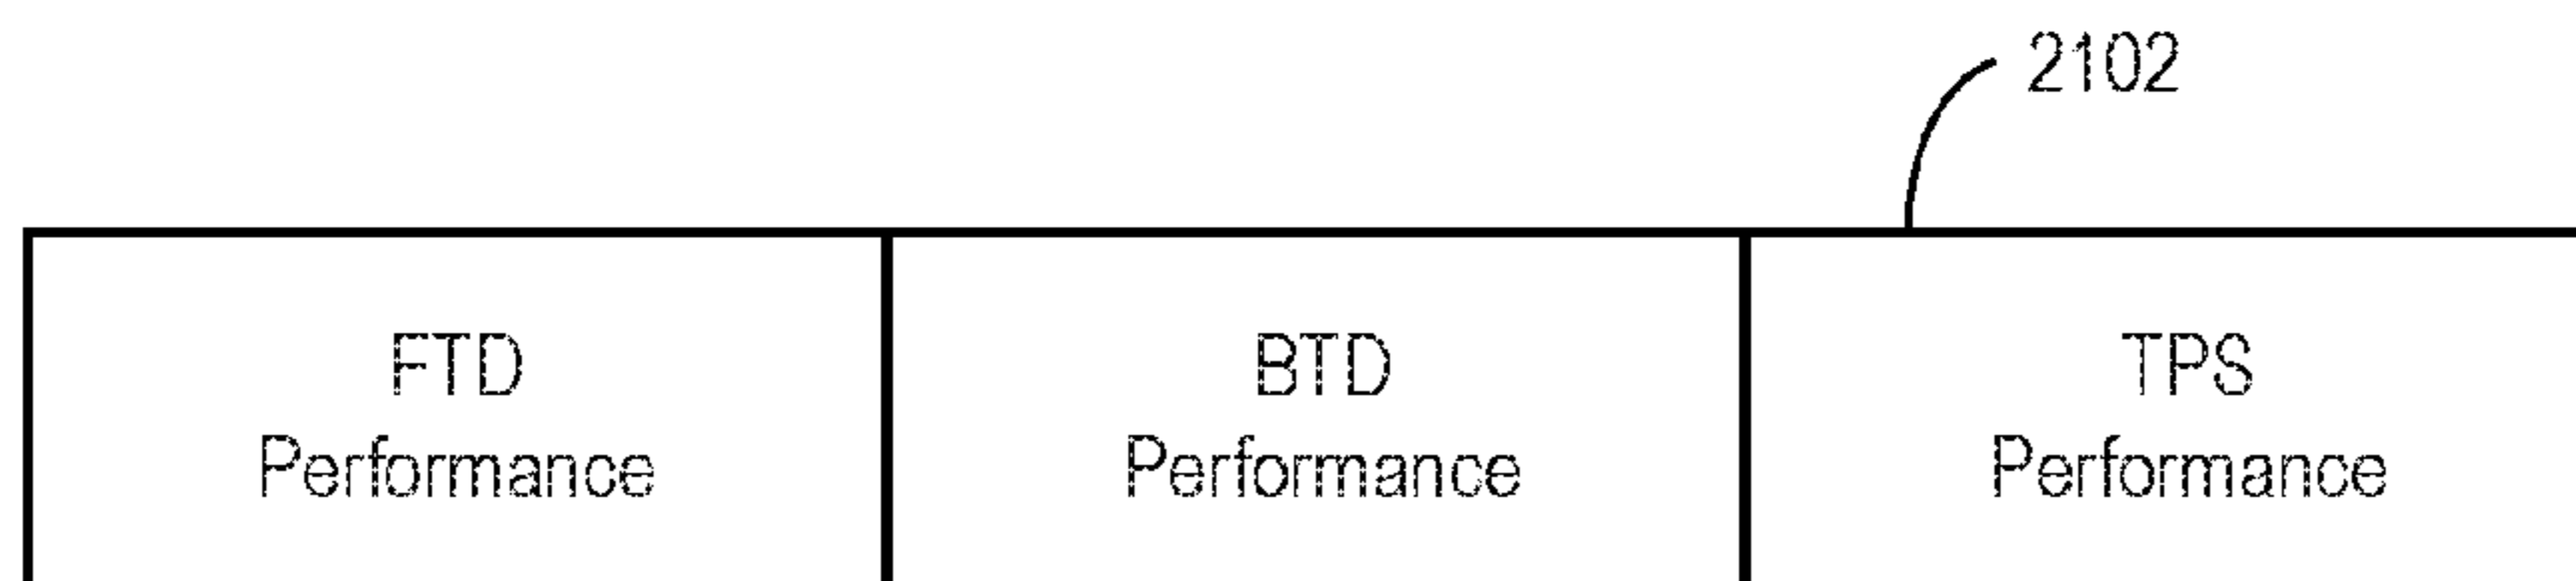 2102
FTD
Performance
BTD
Performance
TPS
Performance